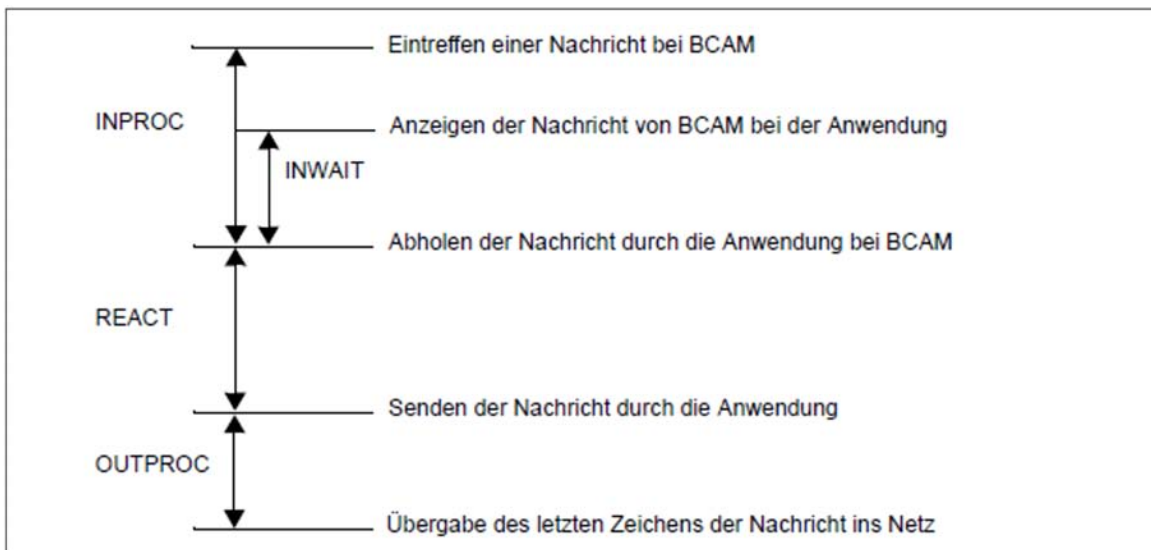 Eintreffen einer Nachricht bei BCAM
INPROC
Anzeigen der Nachricht von BCAM bei der Anwendung
INWAIT
Abholen der Nachricht durch die Anwendung bei BCAM
REACT
Senden der Nachricht durch die Anwendung
OUTPROC
Übergabe des letzten Zeichens der Nachricht ins Netz